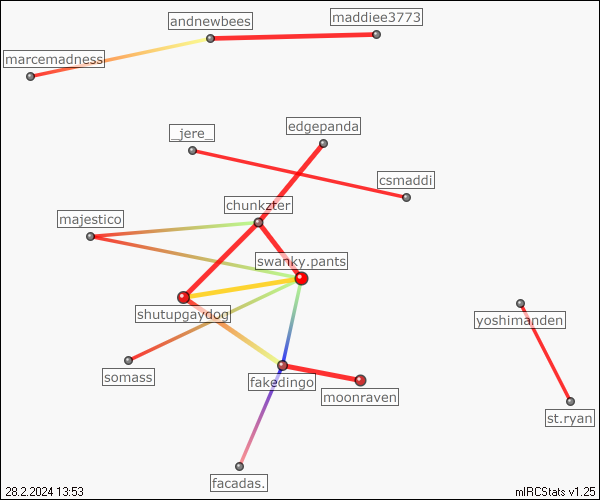 maddiee3773
andnewbees
marcemadness
edgepanda
_jere_
csmaddi
chunkzter
majestico
swanky.pants
shutupgaydog
yoshimanden
somass
fakedingo
moonraven
st.ryan
facadas.
28.2.2024 13:53
mIRCStats v1.25